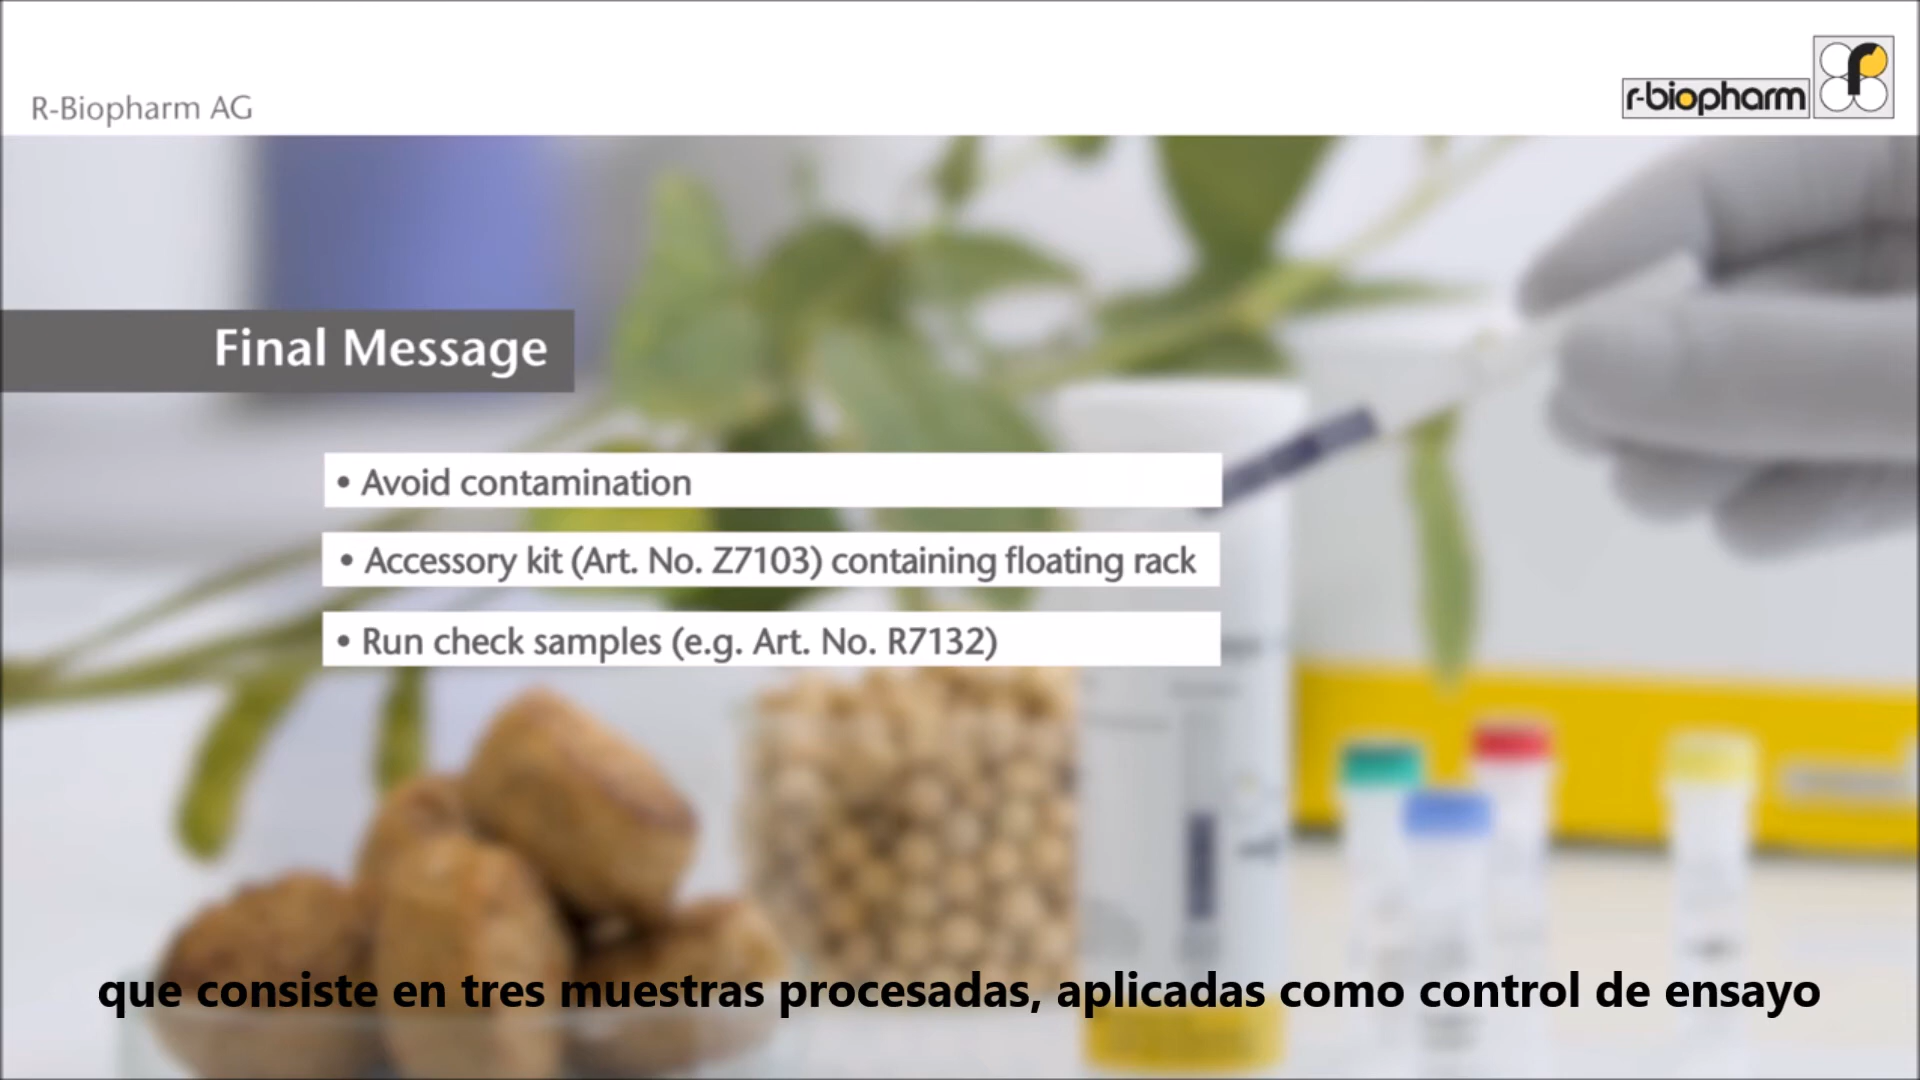 R-Biopharm AG
r-biopharm
Final Message
• Avoid contamination
• Accessory kit (Art. No. Z7103) containing floating rack
• Run check samples (e.g. Art. No. R7132)
que consiste en tres muestras procesadas, aplicadas como control de ensayo